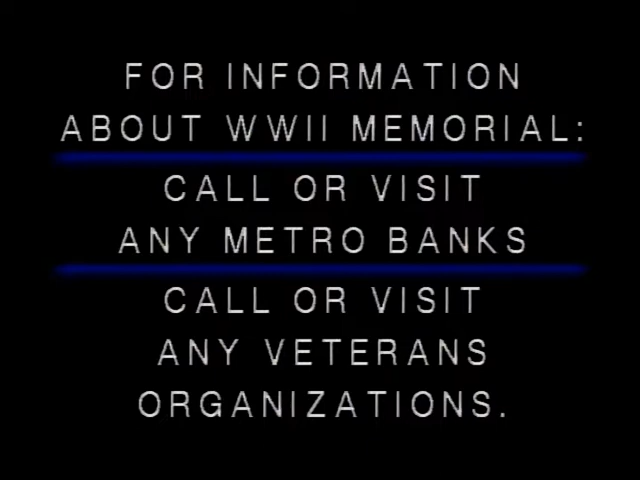 FOR INFORMATION
ABOUT WWII MEMORIAL:
CALL OR VISIT
ANY METRO BANKS
CALL OR VISIT
ANY VETERANS
ORGANIZATIONS.